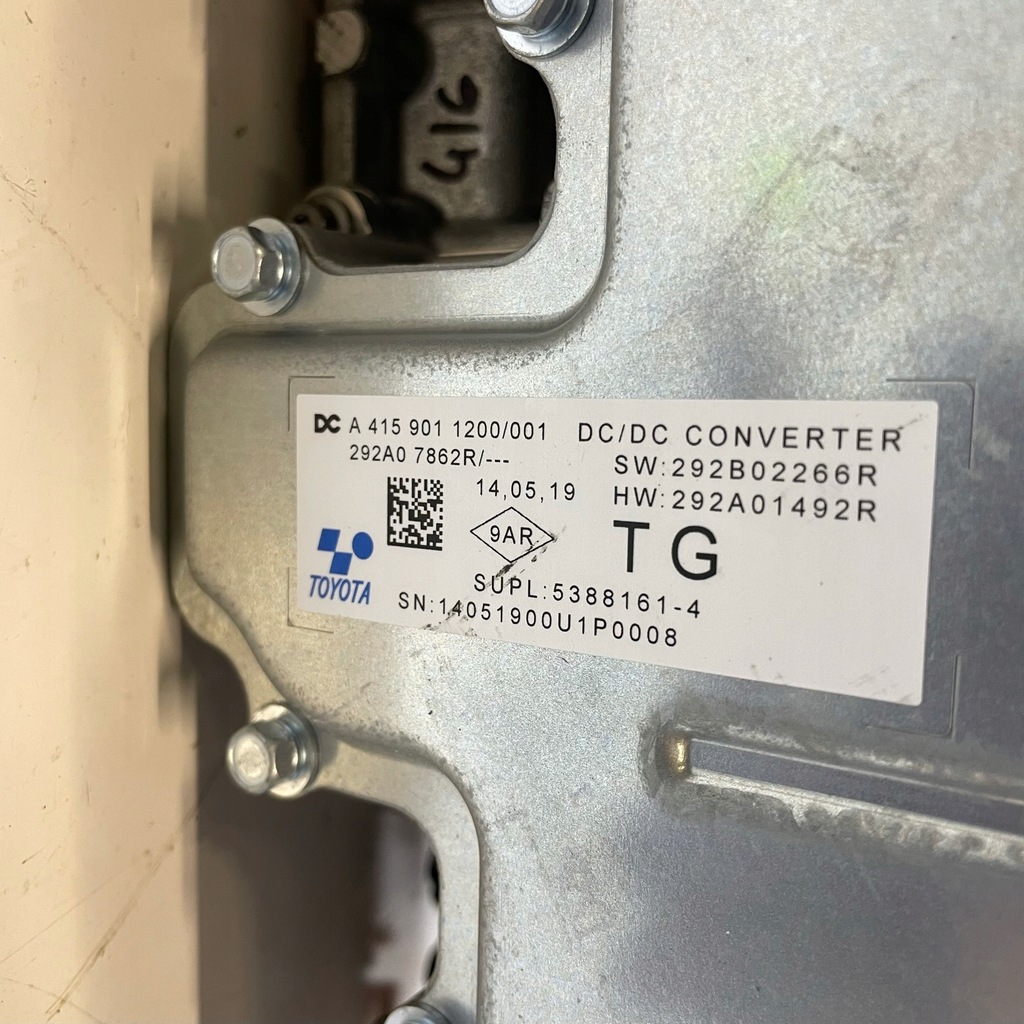 916
DC A 415 901 1200/001 DC/DC CONVERTER
292A0 7862R/--- SW:292B02266R
14,05,19 HW:292A01492R
9AR TG
TOYOTA SUPL:5388161-4
SN:14051900U1P0008